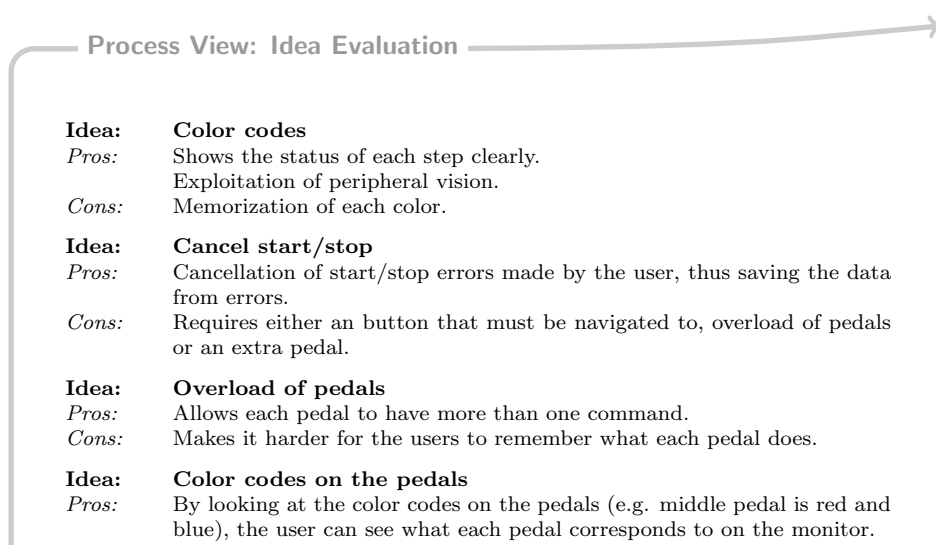 Process View: Idea Evaluation
Idea: Color codes
Pros: Shows the status of each step clearly.
Exploitation of peripheral vision.
Cons: Memorization of each color.
Idea: Cancel start/stop
Pros: Cancellation of start/stop errors made by the user, thus saving the data
from errors.
Cons: Requires either an button that must be navigated to, overload of pedals
or an extra pedal.
Idea: Overload of pedals
Pros: Allows each pedal to have more than one command.
Cons: Makes it harder for the users to remember what each pedal does.
Idea: Color codes on the pedals
Pros: By looking at the color codes on the pedals (e.g. middle pedal is red and
blue), the user can see what each pedal corresponds to on the monitor.